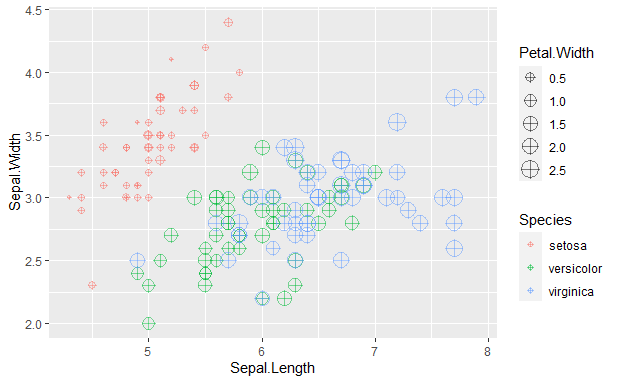 4.5
4.0
3.5
3.0
2.5
2.0
Sepal.Width
5
6
7
8
Sepal.Length
Petal.Width
0.5
1.0
1.5
2.0
2.5
Species
setosa
versicolor
virginica